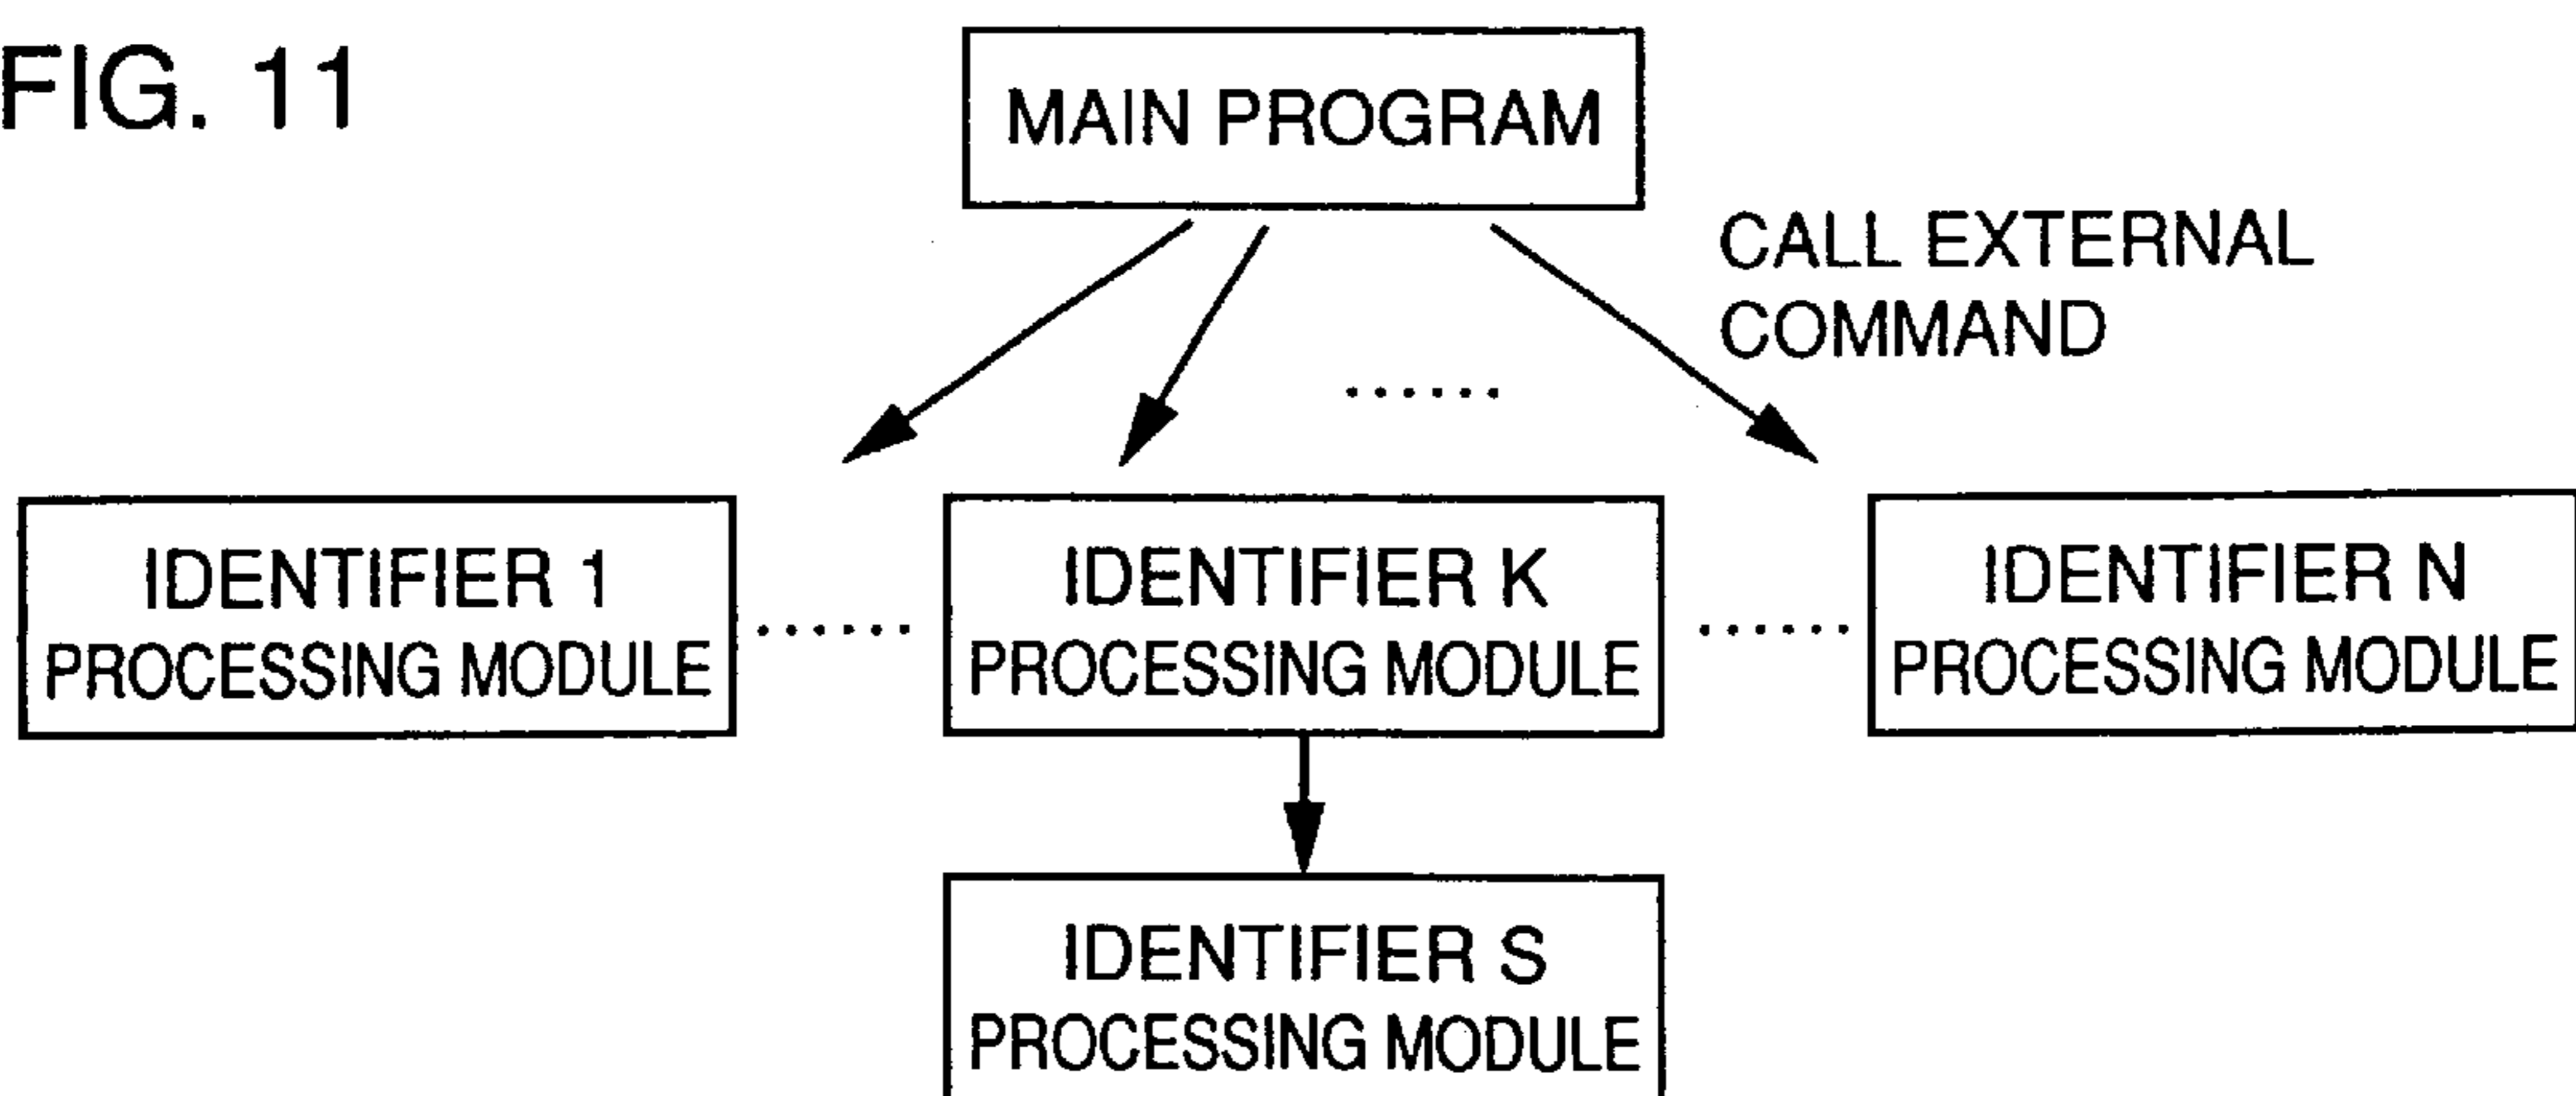 FIG. 11
MAIN PROGRAM
CALL EXTERNAL
COMMAND
IDENTIFIER 1
PROCESSING MODULE
IDENTIFIER K
PROCESSING MODULE
IDENTIFIER N
PROCESSING MODULE
IDENTIFIER S
PROCESSING MODULE